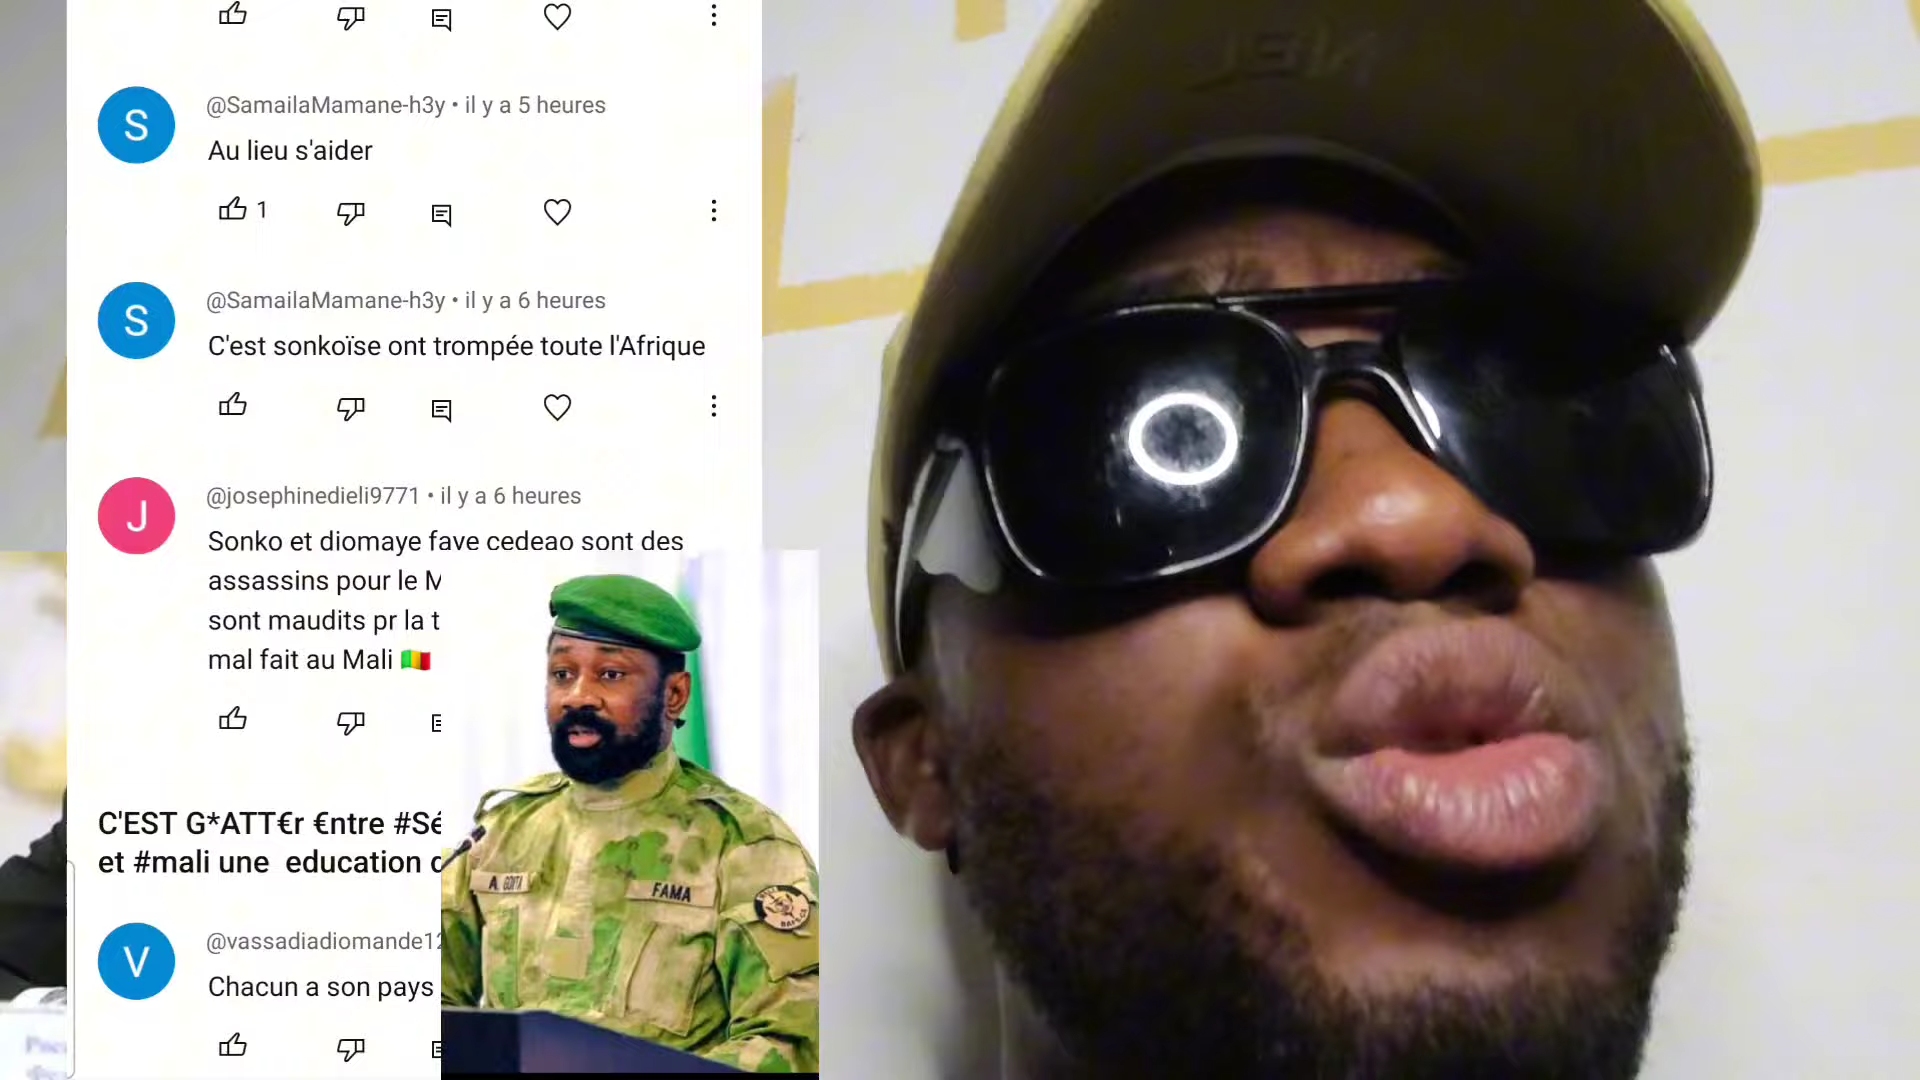 S
@SamailaMamane-h3y • il y a 5 heures
Au lieu s'aider
1
S
@SamailaMamane-h3y • il y a 6 heures
C'est sonkoïse ont trompée toute l'Afrique
J
@josephinedieli9771 • il y a 6 heures
Sonko et diomaye faye cedeao sont des
assassins pour le M
sont maudits pr la t
mal fait au Mali 🇲🇱
C'EST G*ATT€r €ntre #Sé
et #mali une education
V
@vassadiadiomande12
Chacun a son pays
A. GOITA
FAMA